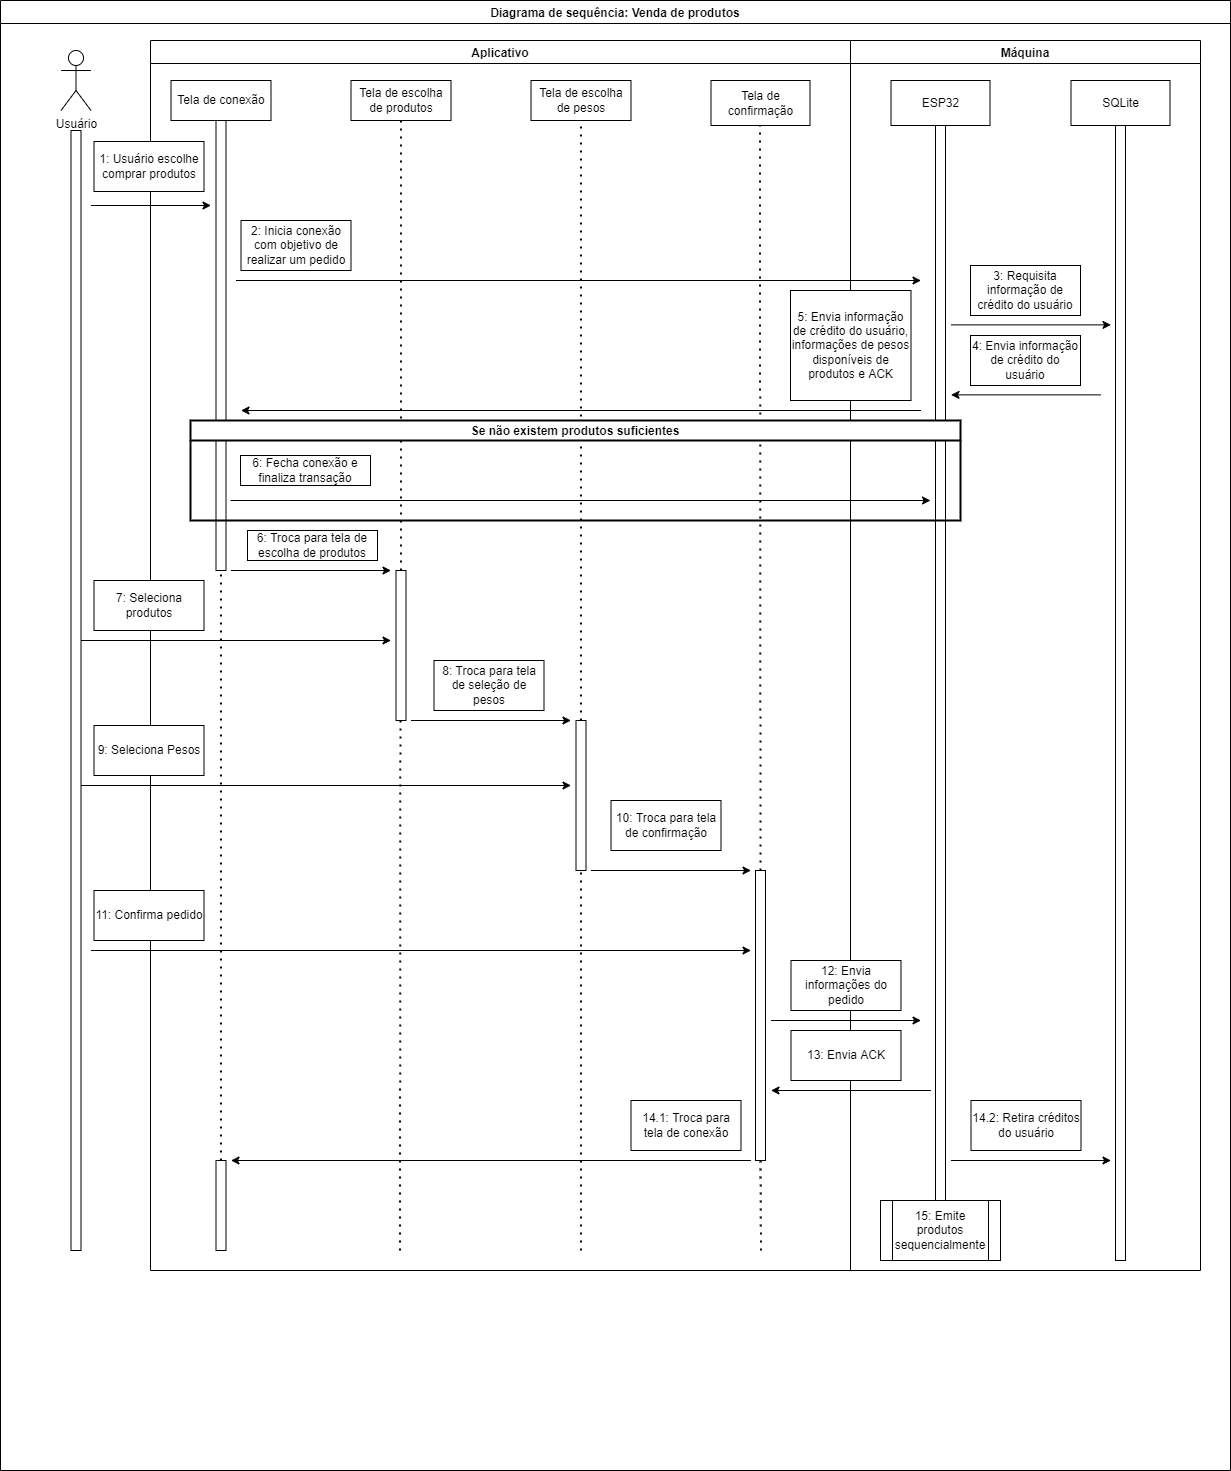 Diagrama de sequência: Venda de produtos
Aplicativo
Máquina
Usuário
Tela de conexão
Tela de escolha
de produtos
Tela de escolha
de pesos
Tela de
confirmação
ESP32
SQLite
1: Usuário escolhe
comprar produtos
2: Inicia conexão
com objetivo de
realizar um pedido
3: Requisita
informação de
crédito do usuário
4: Envia informação
de crédito do
usuário
5: Envia informação
de crédito do usuário,
informações de pesos
disponíveis de
produtos e ACK
Se não existem produtos suficientes
6: Fecha conexão e
finaliza transação
6: Troca para tela de
escolha de produtos
7: Seleciona
produtos
8: Troca para tela
de seleção de
pesos
9: Seleciona Pesos
10: Troca para tela
de confirmação
11: Confirma pedido
12: Envia
informações do
pedido
13: Envia ACK
14.1: Troca para
tela de conexão
14.2: Retira créditos
do usuário
15: Emite
produtos
sequencialmente